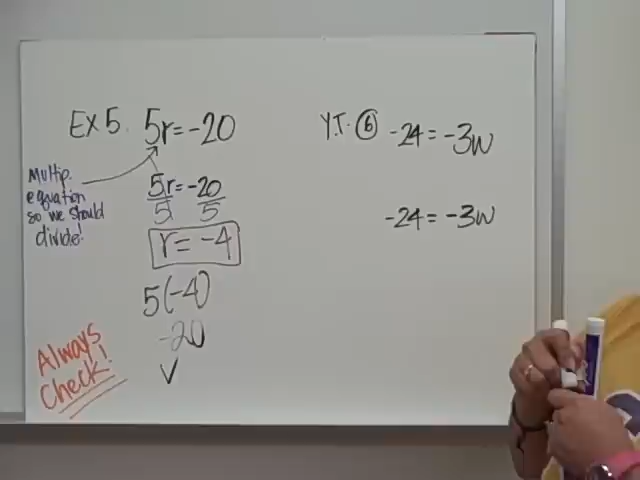 EX 5. 5r = -20
Multip.
equation
so we should
divide!
5r = -20
5 5
r = -4
5(-4)
-20
✓
Always
Check!
Y.T. 6 -24 = -3w
-24 = -3w